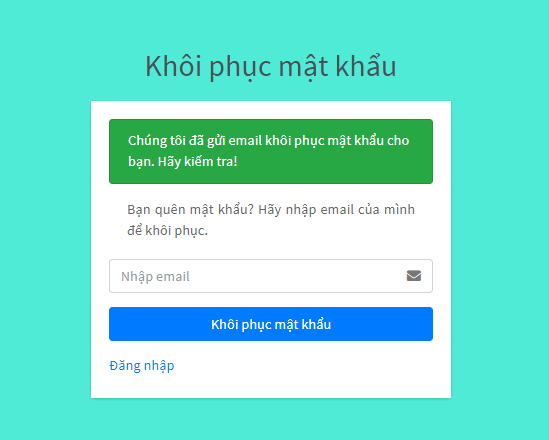 Khôi phục mật khẩu
Chúng tôi đã gửi email khôi phục mật khẩu cho
bạn. Hãy kiểm tra!
Bạn quên mật khẩu? Hãy nhập email của mình
để khôi phục.
Nhập email
Khôi phục mật khẩu
Đăng nhập